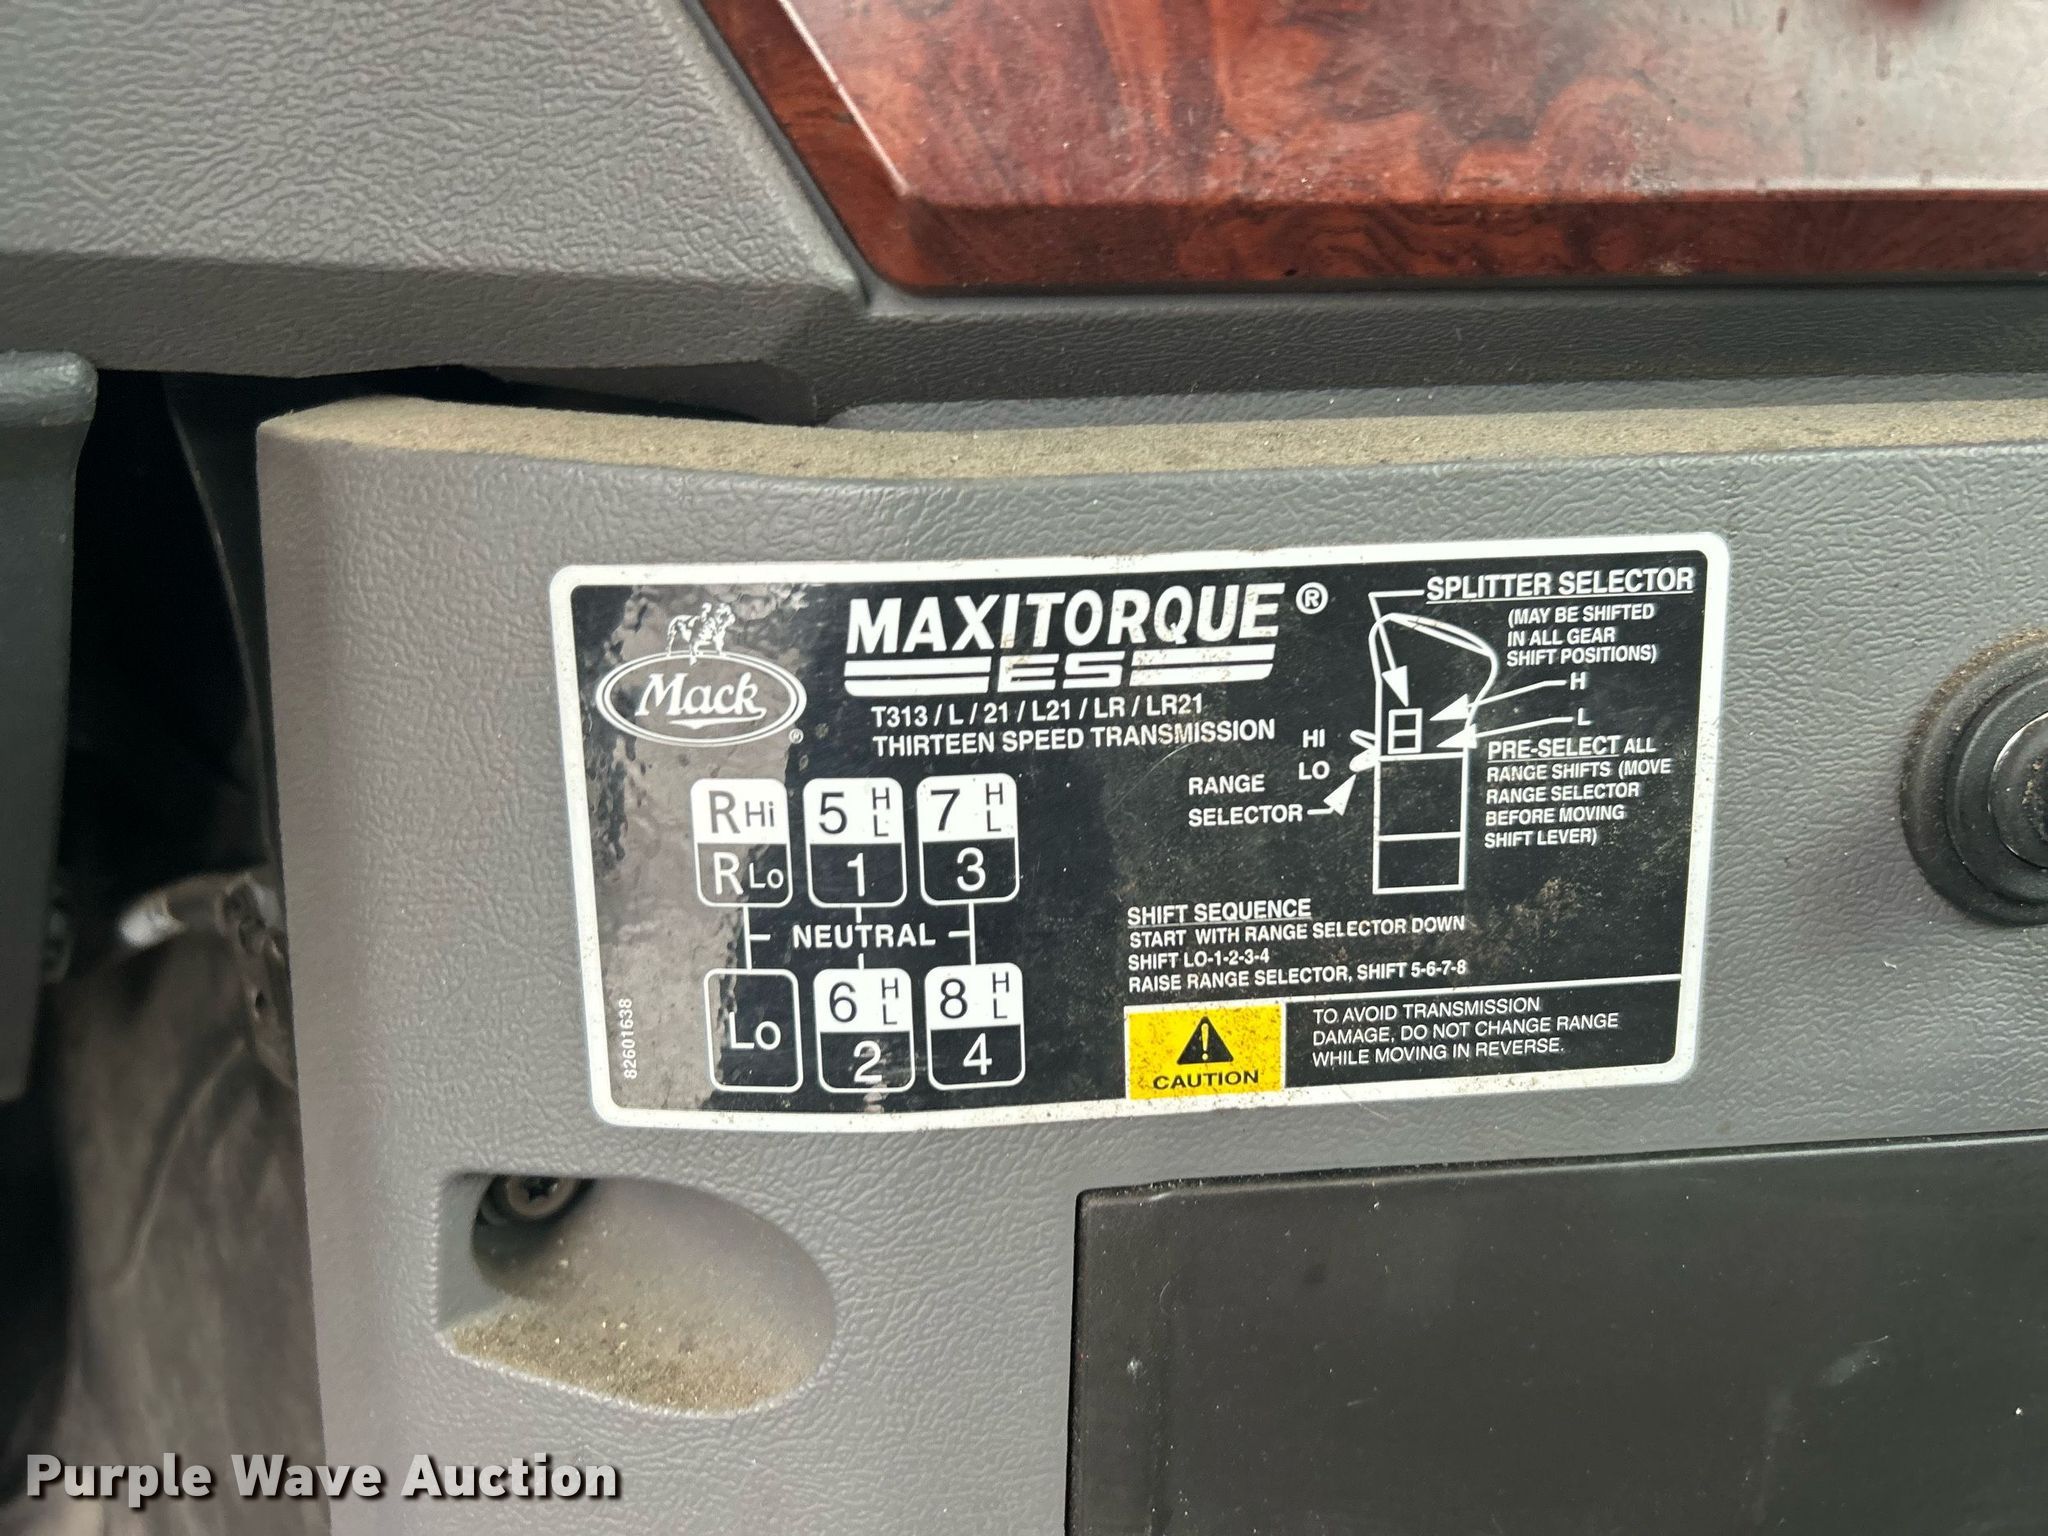 Mack®
MAXITORQUE®
ES
T313 / L / 21 / L21 / LR / LR21
THIRTEEN SPEED TRANSMISSION
R Hi
R Lo
5 H L
1
7 H L
3
NEUTRAL
Lo
6 H L
2
8 H L
4
82601638
SPLITTER SELECTOR
(MAY BE SHIFTED
IN ALL GEAR
SHIFT POSITIONS)
H
L
HI
LO
RANGE
SELECTOR
PRE-SELECT ALL
RANGE SHIFTS (MOVE
RANGE SELECTOR
BEFORE MOVING
SHIFT LEVER)
SHIFT SEQUENCE
START WITH RANGE SELECTOR DOWN
SHIFT LO-1-2-3-4
RAISE RANGE SELECTOR, SHIFT 5-6-7-8
CAUTION
TO AVOID TRANSMISSION
DAMAGE, DO NOT CHANGE RANGE
WHILE MOVING IN REVERSE.
Purple Wave Auction